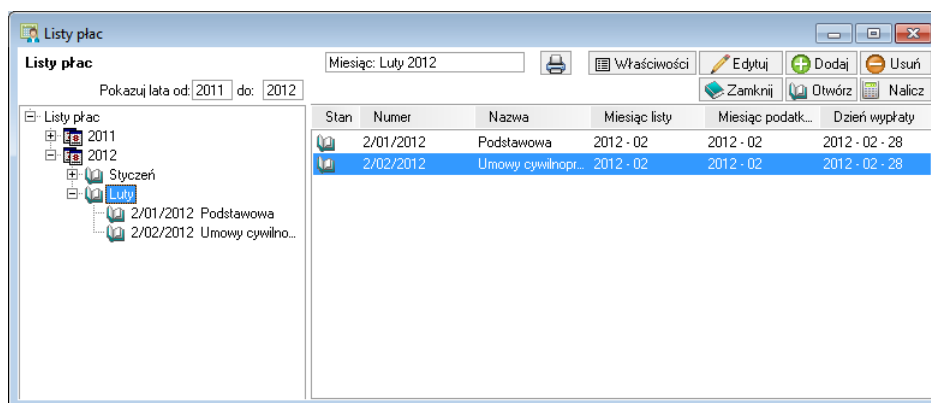 Listy płac
Listy płac
Miesiąc: Luty 2012
Właściwości
Edytuj
Dodaj
Usuń
Pokazuj lata od: 2011 do: 2012
Zamknij
Otwórz
Nalicz
Listy płac
2011
2012
Styczeń
Luty
2/01/2012 Podstawowa
2/02/2012 Umowy cywilno...
Stan Numer Nazwa Miesiąc listy Miesiąc podatk... Dzień wypłaty
2/01/2012 Podstawowa 2012 - 02 2012 - 02 2012 - 02 - 28
2/02/2012 Umowy cywilnopr... 2012 - 02 2012 - 02 2012 - 02 - 28